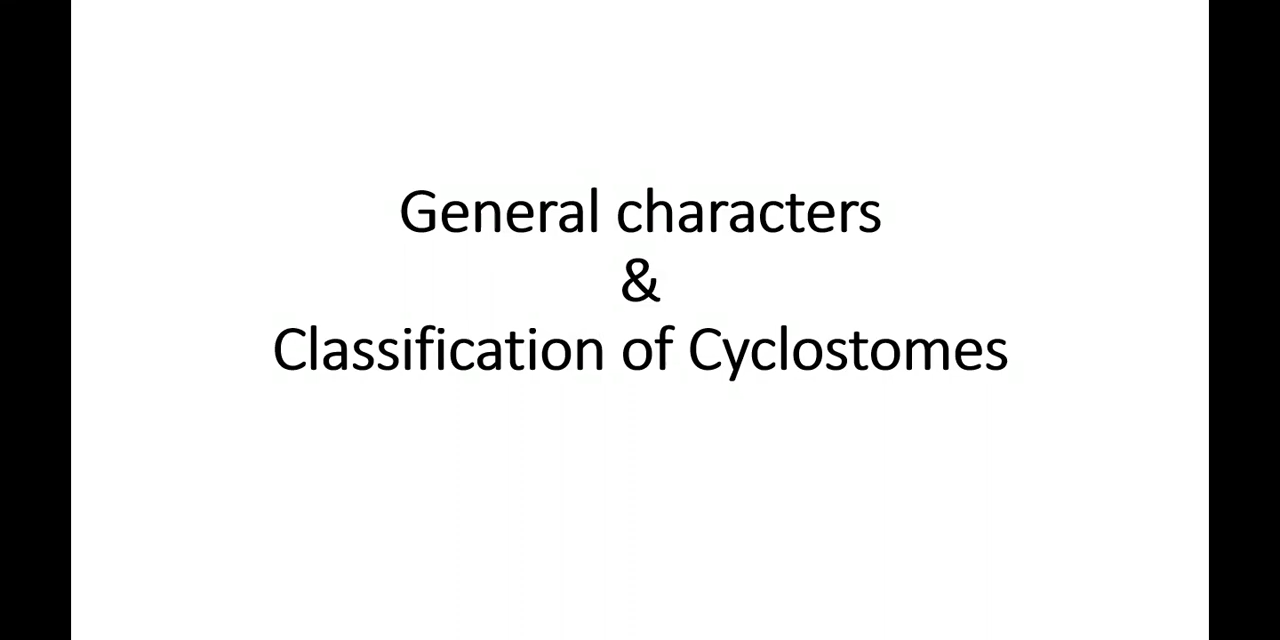 General characters
&
Classification of Cyclostomes